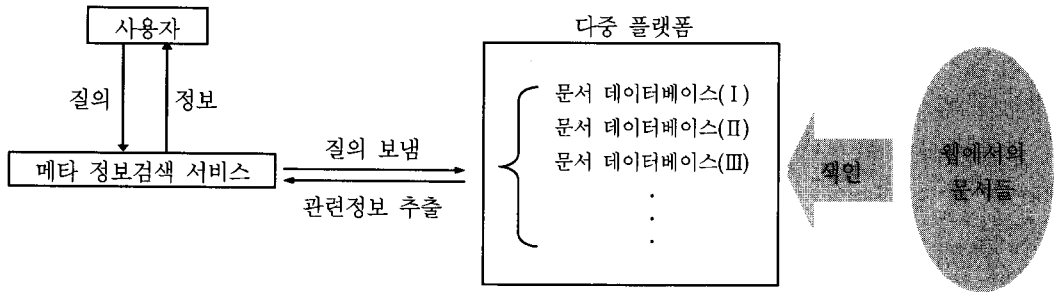 사용자
질의
정보
메타 정보검색 서비스
질의 보냄
관련정보 추출
다중 플랫폼
문서 데이터베이스(Ⅰ)
문서 데이터베이스(Ⅱ)
문서 데이터베이스(Ⅲ)
색인
웹에서의
문서들